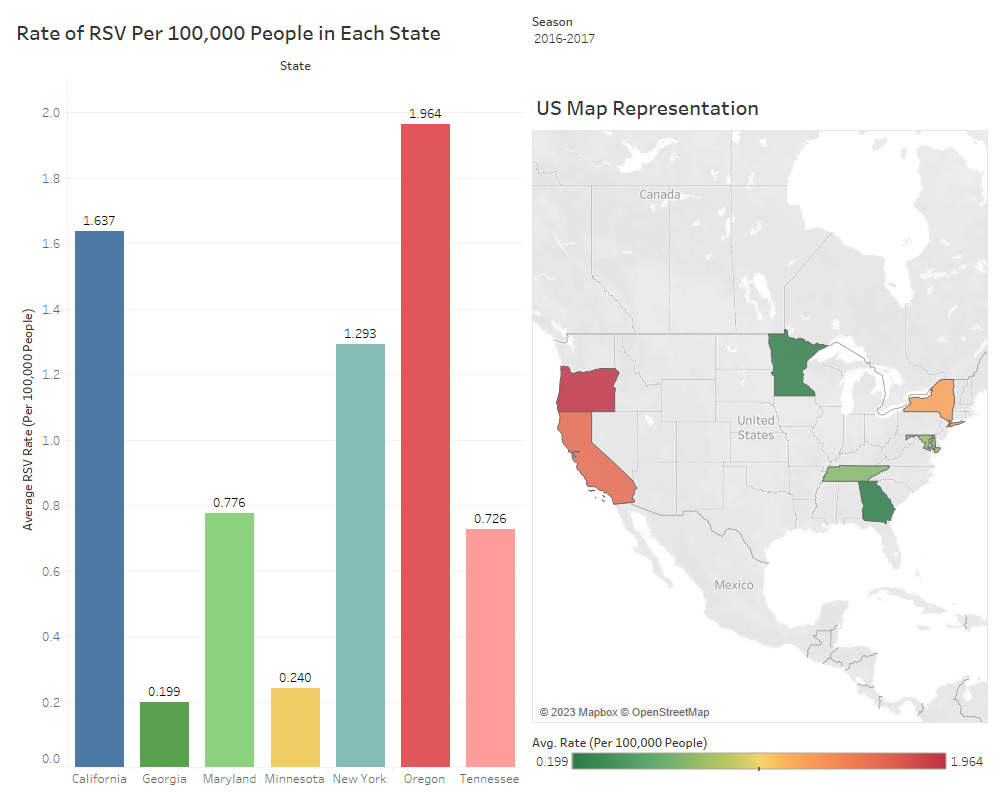 Rate of RSV Per 100,000 People in Each State
State
Average RSV Rate (Per 100,000 People)
2.0
1.8
1.6
1.4
1.2
1.0
0.8
0.6
0.4
0.2
0.0
1.637
0.199
0.776
0.240
1.293
1.964
0.726
California Georgia Maryland Minnesota New York Oregon Tennessee
Season
2016-2017
US Map Representation
Canada
United
States
Mexico
© 2023 Mapbox © OpenStreetMap
Avg. Rate (Per 100,000 People)
0.199 1.964